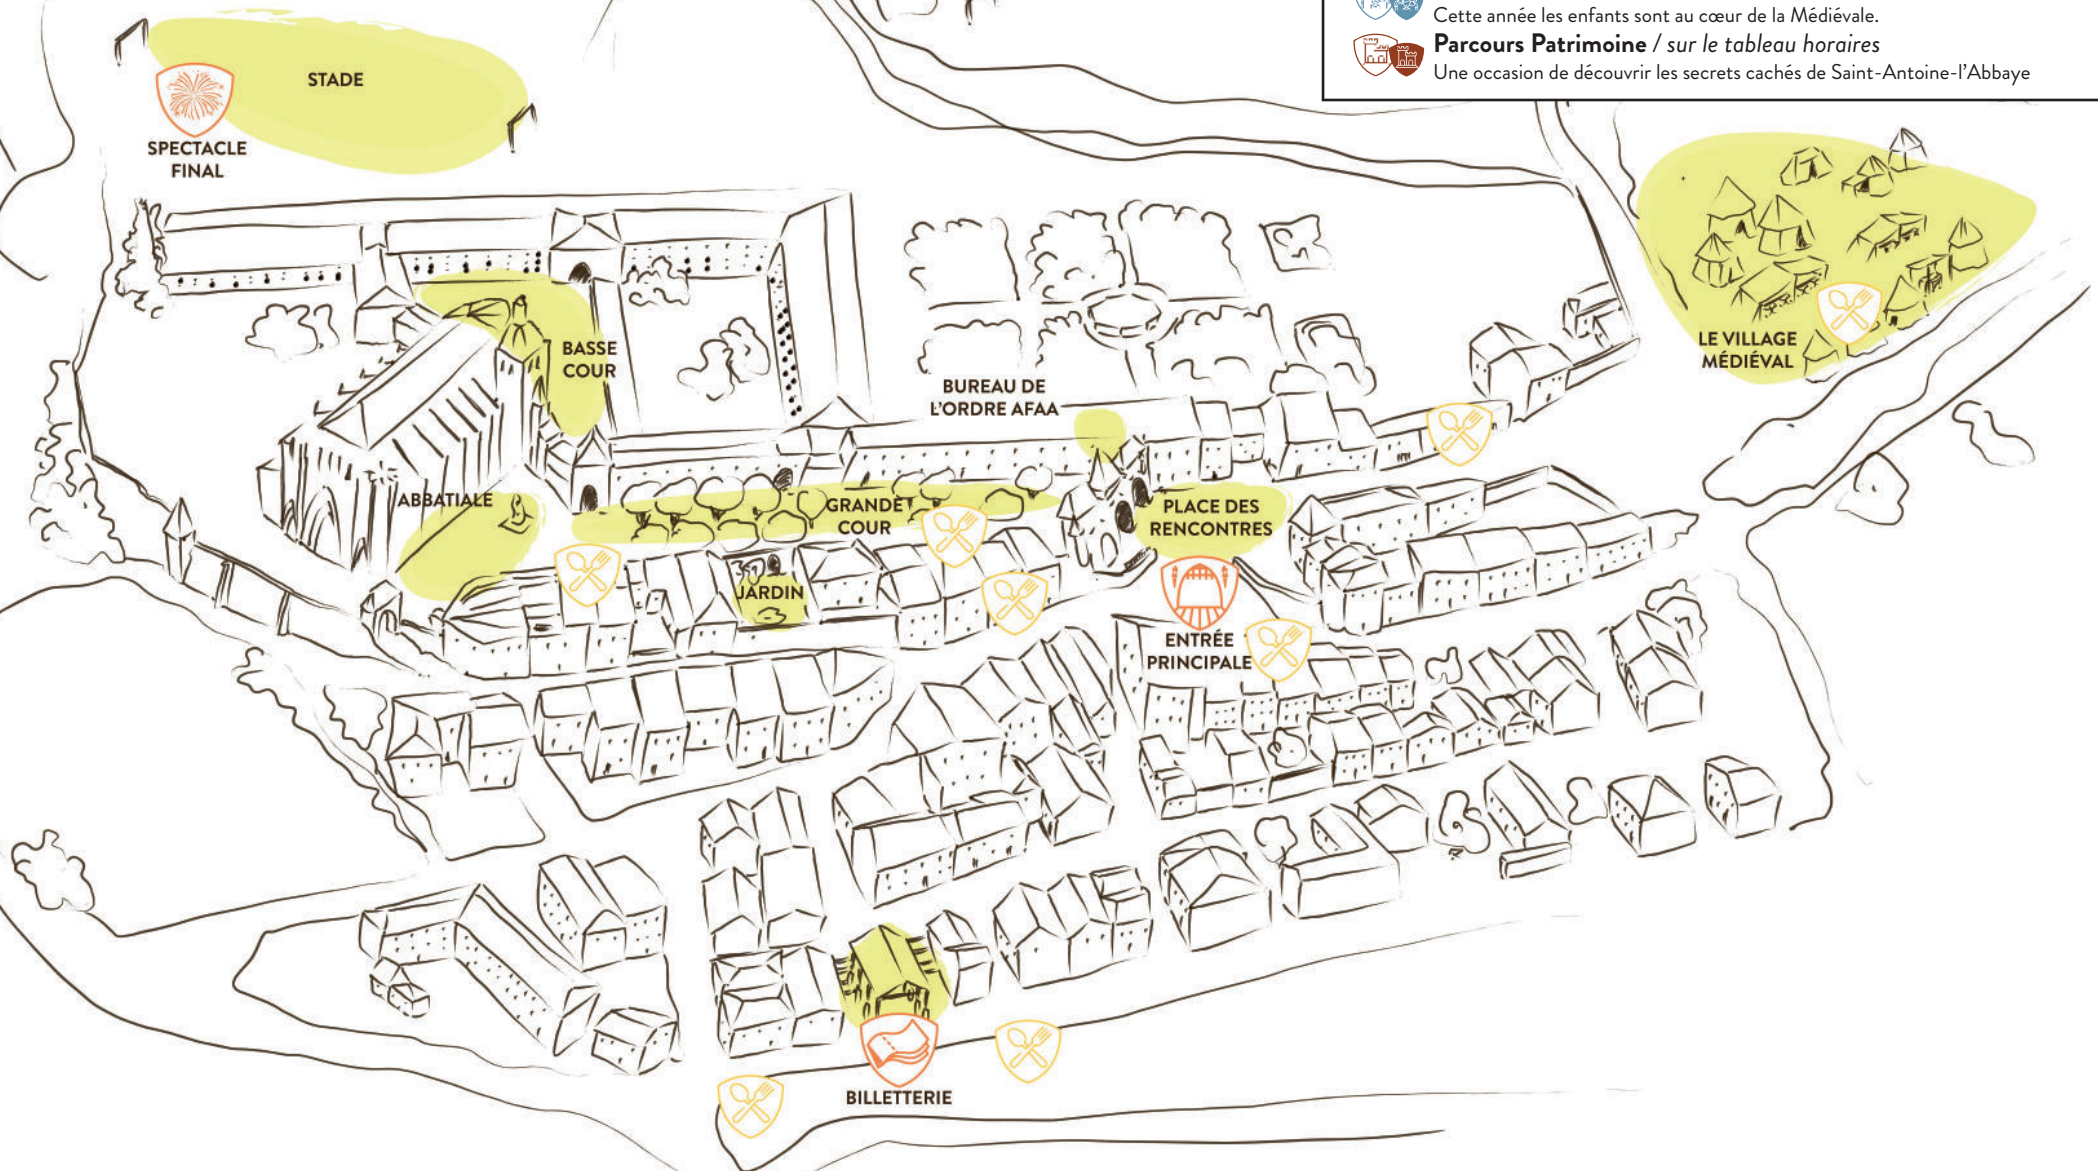 Cette année les enfants sont au cœur de la Médiévale.
Parcours Patrimoine / sur le tableau horaires
Une occasion de découvrir les secrets cachés de Saint-Antoine-l'Abbaye
STADE
SPECTACLE
FINAL
BASSE
COUR
LE VILLAGE
MÉDIÉVAL
BUREAU DE
L'ORDRE AFAA
ABBATIALE
GRANDE
COUR
PLACE DES
RENCONTRES
JARDIN
ENTRÉE
PRINCIPALE
BILLETTERIE